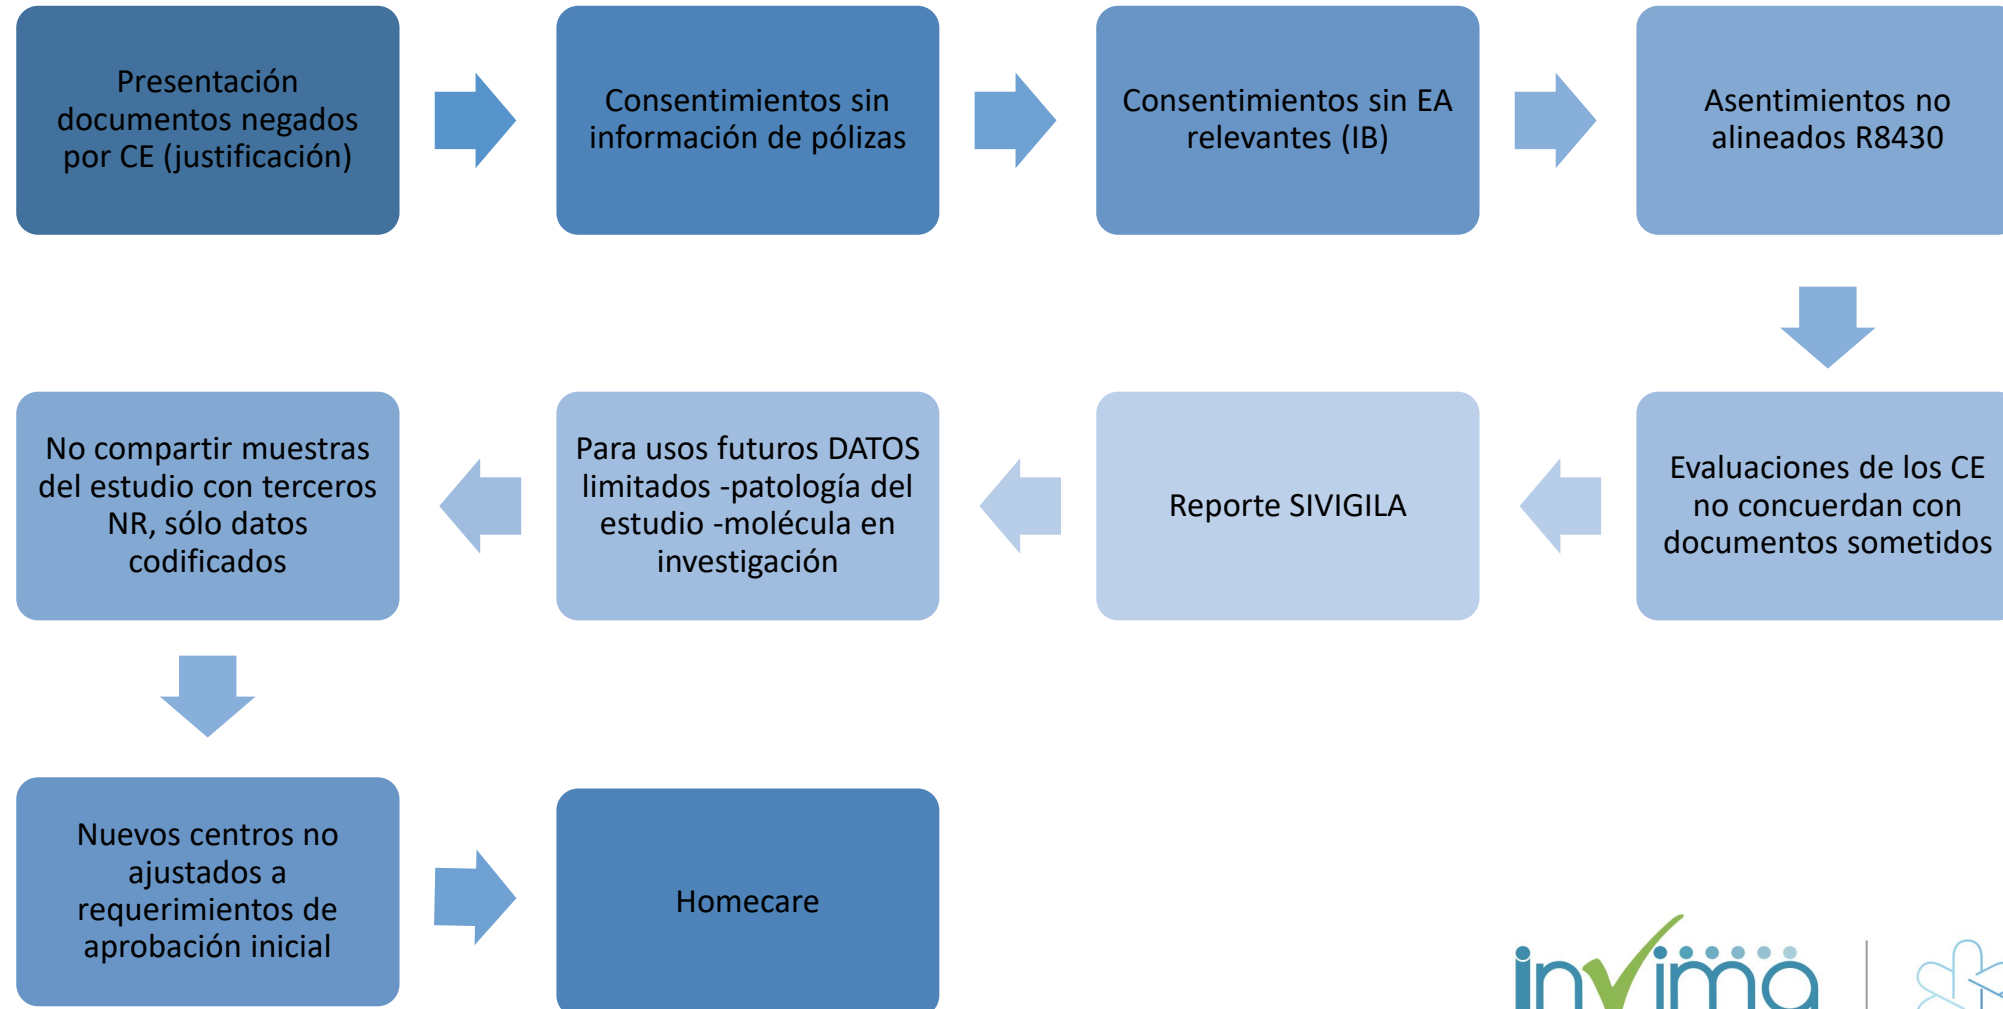 Presentación
documentos negados
por CE (justificación)
Consentimientos sin
información de pólizas
Consentimientos sin EA
relevantes (IB)
Asentimientos no
alineados R8430
Evaluaciones de los CE
no concuerdan con
documentos sometidos
Reporte SIVIGILA
Para usos futuros DATOS
limitados -patología del
estudio -molécula en
investigación
No compartir muestras
del estudio con terceros
NR, sólo datos
codificados
Nuevos centros no
ajustados a
requerimientos de
aprobación inicial
Homecare
invima